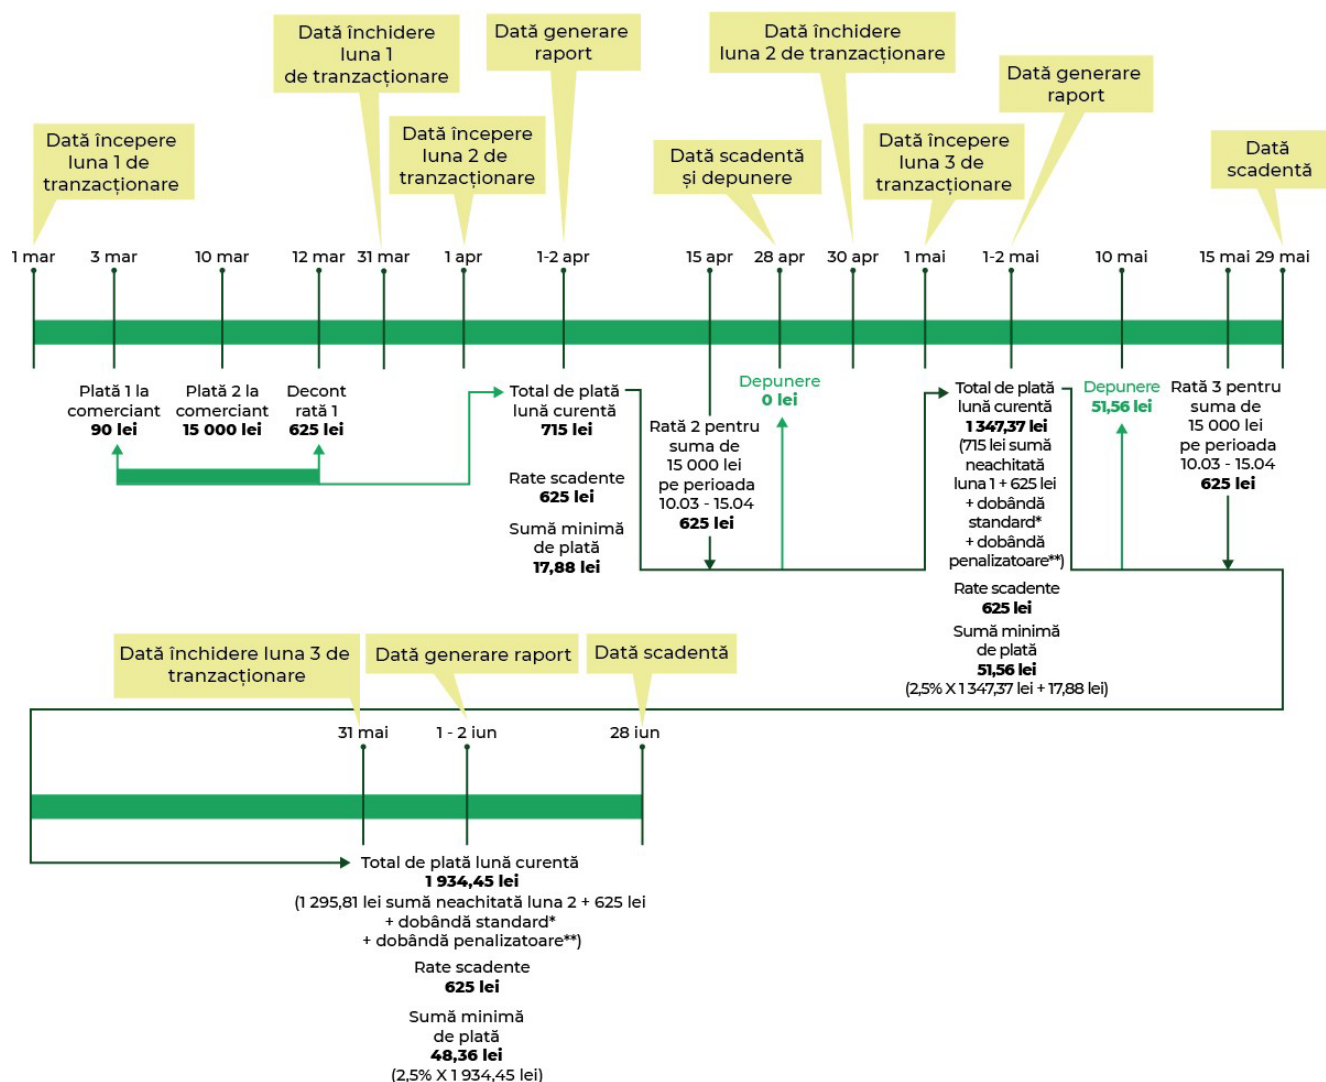 Dată închidere
luna 1
de tranzacționare
Dată generare
raport
Dată închidere
luna 2 de tranzacționare
Dată generare
raport
Dată începere
luna 1 de
tranzacționare
Dată începere
luna 2 de
tranzacționare
Dată scadentă
și depunere
Dată începere
luna 3 de
tranzacționare
Dată
scadentă
1 mar
3 mar
10 mar
12 mar
31 mar
1 apr
1-2 apr
15 apr
28 apr
30 apr
1 mai
1-2 mai
10 mai
15 mai
29 mai
Plată 1 la
comerciant
90 lei
Plată 2 la
comerciant
15 000 lei
Decont
rată 1
625 lei
Total de plată
lună curentă
715 lei
Rate scadente
625 lei
Sumă minimă
de plată
17,88 lei
Rată 2 pentru
suma de
15 000 lei
pe perioada
10.03 - 15.04
625 lei
Depunere
0 lei
Total de plată
lună curentă
1 347,37 lei
(715 lei sumă
neachitată
luna 1 + 625 lei
+ dobândă
standard*
+ dobândă
penalizatoare**)
Rate scadente
625 lei
Sumă minimă
de plată
51,56 lei
(2,5% X 1 347,37 lei + 17,88 lei)
Depunere
51,56 lei
Rată 3 pentru
suma de
15 000 lei
pe perioada
10.03 - 15.04
625 lei
Dată închidere luna 3 de
tranzacționare
Dată generare raport
Dată scadentă
31 mai
1 - 2 iun
28 iun
Total de plată lună curentă
1 934,45 lei
(1 295,81 lei sumă neachitată luna 2 + 625 lei
+ dobândă standard*
+ dobândă penalizatoare**)
Rate scadente
625 lei
Sumă minimă
de plată
48,36 lei
(2,5% X 1 934,45 lei)